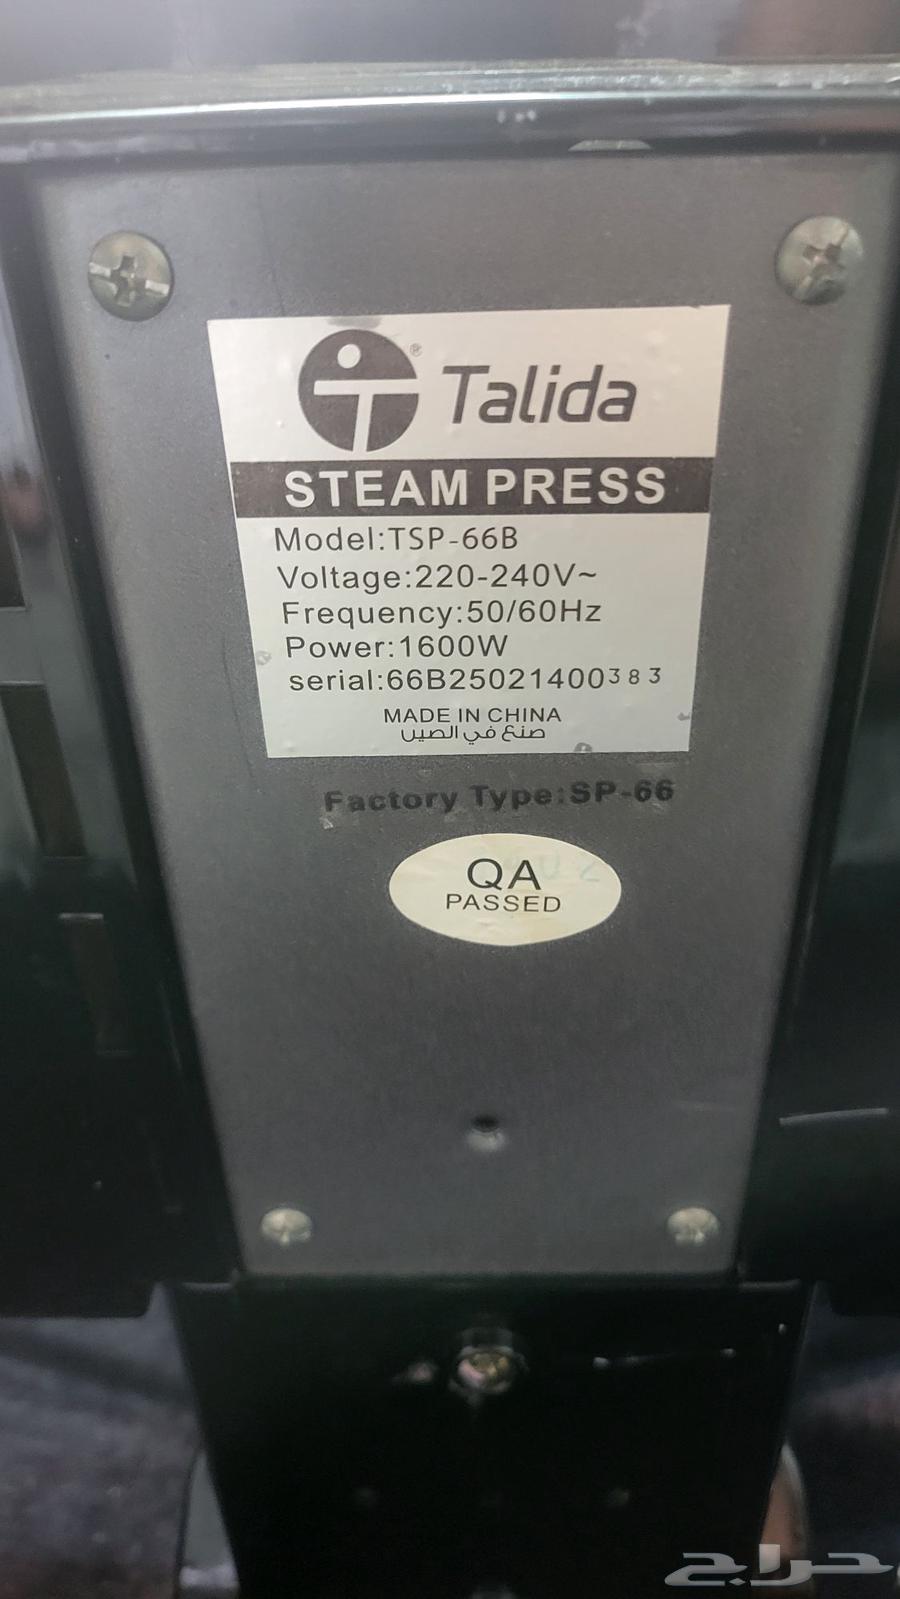 ® Talida
STEAM PRESS
Model:TSP-66B
Voltage:220-240V~
Frequency:50/60Hz
Power:1600W
serial:66B25021400383
MADE IN CHINA
صنع في الصين
Factory Type:SP-66
QA
PASSED
حراج